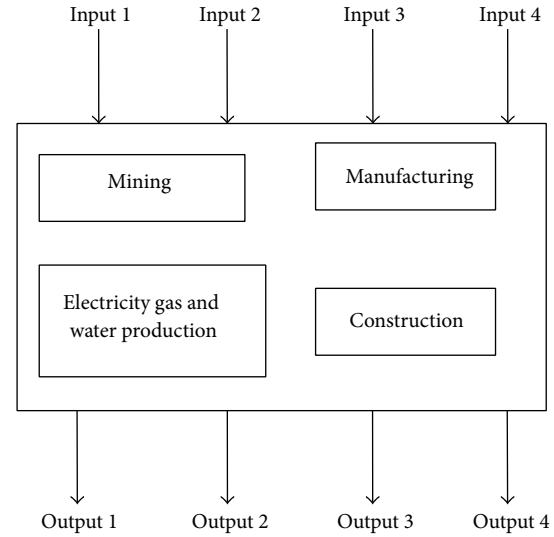 Input 1
Input 2
Input 3
Input 4
Mining
Manufacturing
Electricity gas and
water production
Construction
Output 1
Output 2
Output 3
Output 4